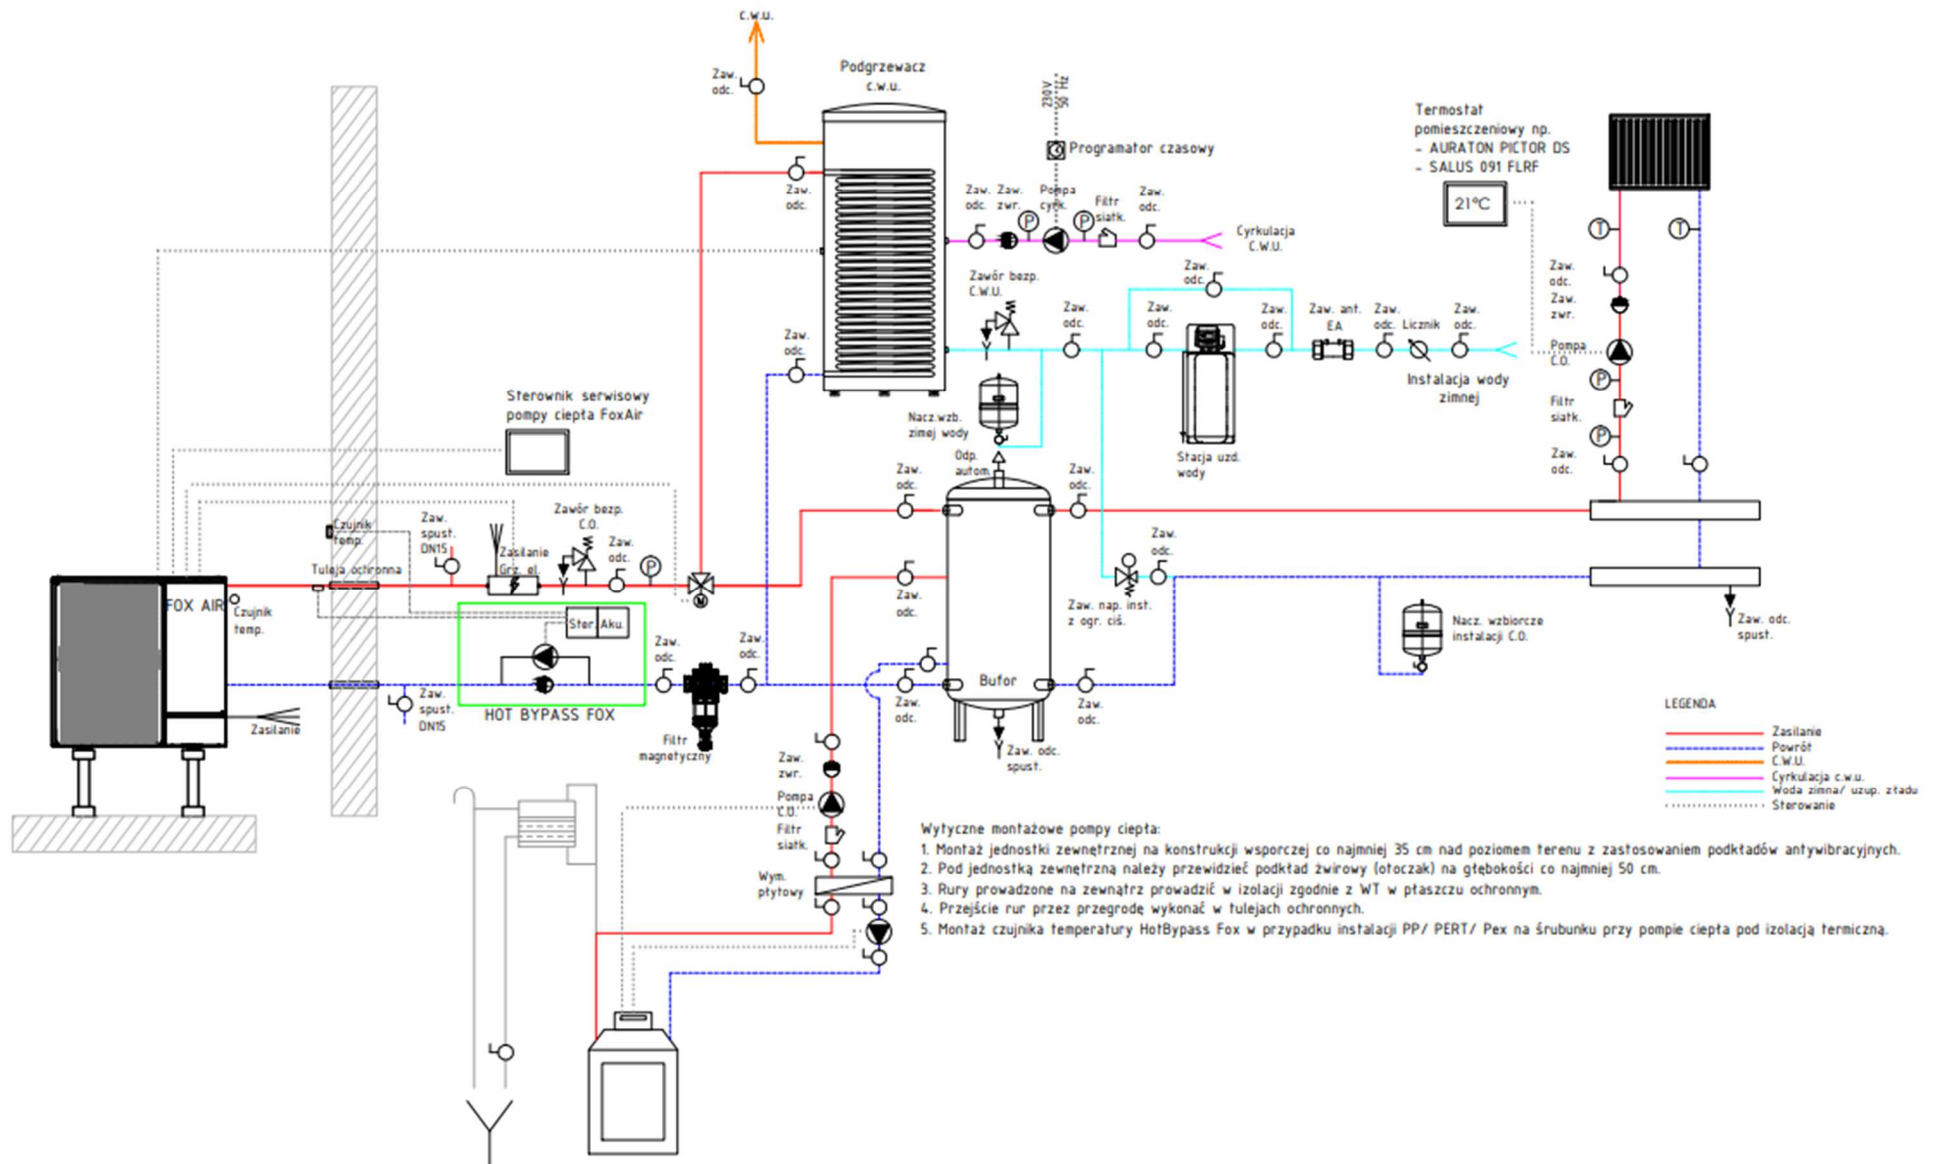 c.w.u.
Zaw.
odc.
Podgrzewacz
c.w.u.
230V
50 Hz
Programator czasowy
Termostat
pomieszczeniowy np.
- AURATON PICTOR DS
- SALUS 091 FLRF
21°C
Zaw.
odc.
Zaw.
odc.
Zaw.
zwr.
P
Pompa
cyrk.
P
Filtr
siatk.
Zaw.
odc.
Cyrkulacja
C.W.U.
T
T
Zawór bezp.
C.W.U.
Zaw.
odc.
Zaw.
odc.
Zaw.
odc.
Zaw.
odc.
Zaw. ant.
EA
Zaw.
odc.
Licznik
Zaw.
odc.
Zaw.
odc.
Zaw.
zwr.
Pompa
C.O.
P
Filtr
siatk.
P
Zaw.
odc.
Instalacja wody
zimnej
Zaw.
odc.
Sterownik serwisowy
pompy ciepła FoxAir
Nacz.wzb.
zimej wody
Odp.
autom.
Stacja uzd.
wody
Zaw.
odc.
Zaw.
odc.
Czujnik
temp.
Zaw.
spust.
DN15
Zasilanie
Grz. el.
Zawór bezp.
C.O.
Zaw.
odc.
P
M
Tuleja ochronna
FOX AIR
Czujnik
temp.
Ster.
Aku.
Zaw.
odc.
Zaw.
odc.
Zaw. nap. inst.
z ogr. ciś.
Nacz. wzbiorcze
instalacji C.O.
Zaw. odc.
spust.
Zaw.
odc.
Zaw.
odc.
Bufor
Zaw.
odc.
Zaw.
odc.
Zasilanie
Zaw.
spust.
DN15
HOT BYPASS FOX
Filtr
magnetyczny
Zaw. odc.
spust.
Zaw.
zwr.
Pompa
C.O.
Filtr
siatk.
Wym.
płytowy
LEGENDA
Zasilanie
Powrót
C.W.U.
Cyrkulacja c.w.u.
Woda zimna/ uzup. zładu
Sterowanie
Wytyczne montażowe pompy ciepła:
1. Montaż jednostki zewnętrznej na konstrukcji wsporczej co najmniej 35 cm nad poziomem terenu z zastosowaniem podkładów antywibracyjnych.
2. Pod jednostką zewnętrzną należy przewidzieć podkład żwirowy (otoczak) na głębokości co najmniej 50 cm.
3. Rury prowadzone na zewnątrz prowadzić w izolacji zgodnie z WT w płaszczu ochronnym.
4. Przejście rur przez przegrodę wykonać w tulejach ochronnych.
5. Montaż czujnika temperatury HotBypass Fox w przypadku instalacji PP/ PERT/ Pex na śrubunku przy pompie ciepła pod izolacją termiczną.